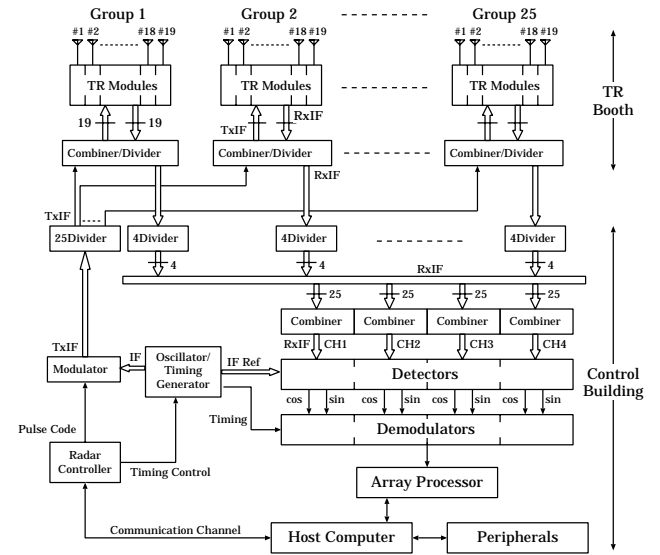 Group 1 Group 2 Group 25
#1 #2 #18 #19 #1 #2 #18 #19 #1 #2 #18 #19
TR Modules TR Modules TR Modules
TR
Booth
19 19 TxIF RxIF
Combiner/Divider Combiner/Divider Combiner/Divider
RxIF
TxIF
25Divider 4Divider 4Divider 4Divider
4 4 4
RxIF
25 25 25 25
Combiner Combiner Combiner Combiner
TxIF RxIF CH1 CH2 CH3 CH4
Modulator IF Oscillator/
Timing
Generator IF Ref Detectors
Control
Building
cos sin cos sin cos sin cos sin
Timing
Demodulators
Pulse Code
Radar
Controller
Timing Control
Array Processor
Communication Channel
Host Computer Peripherals